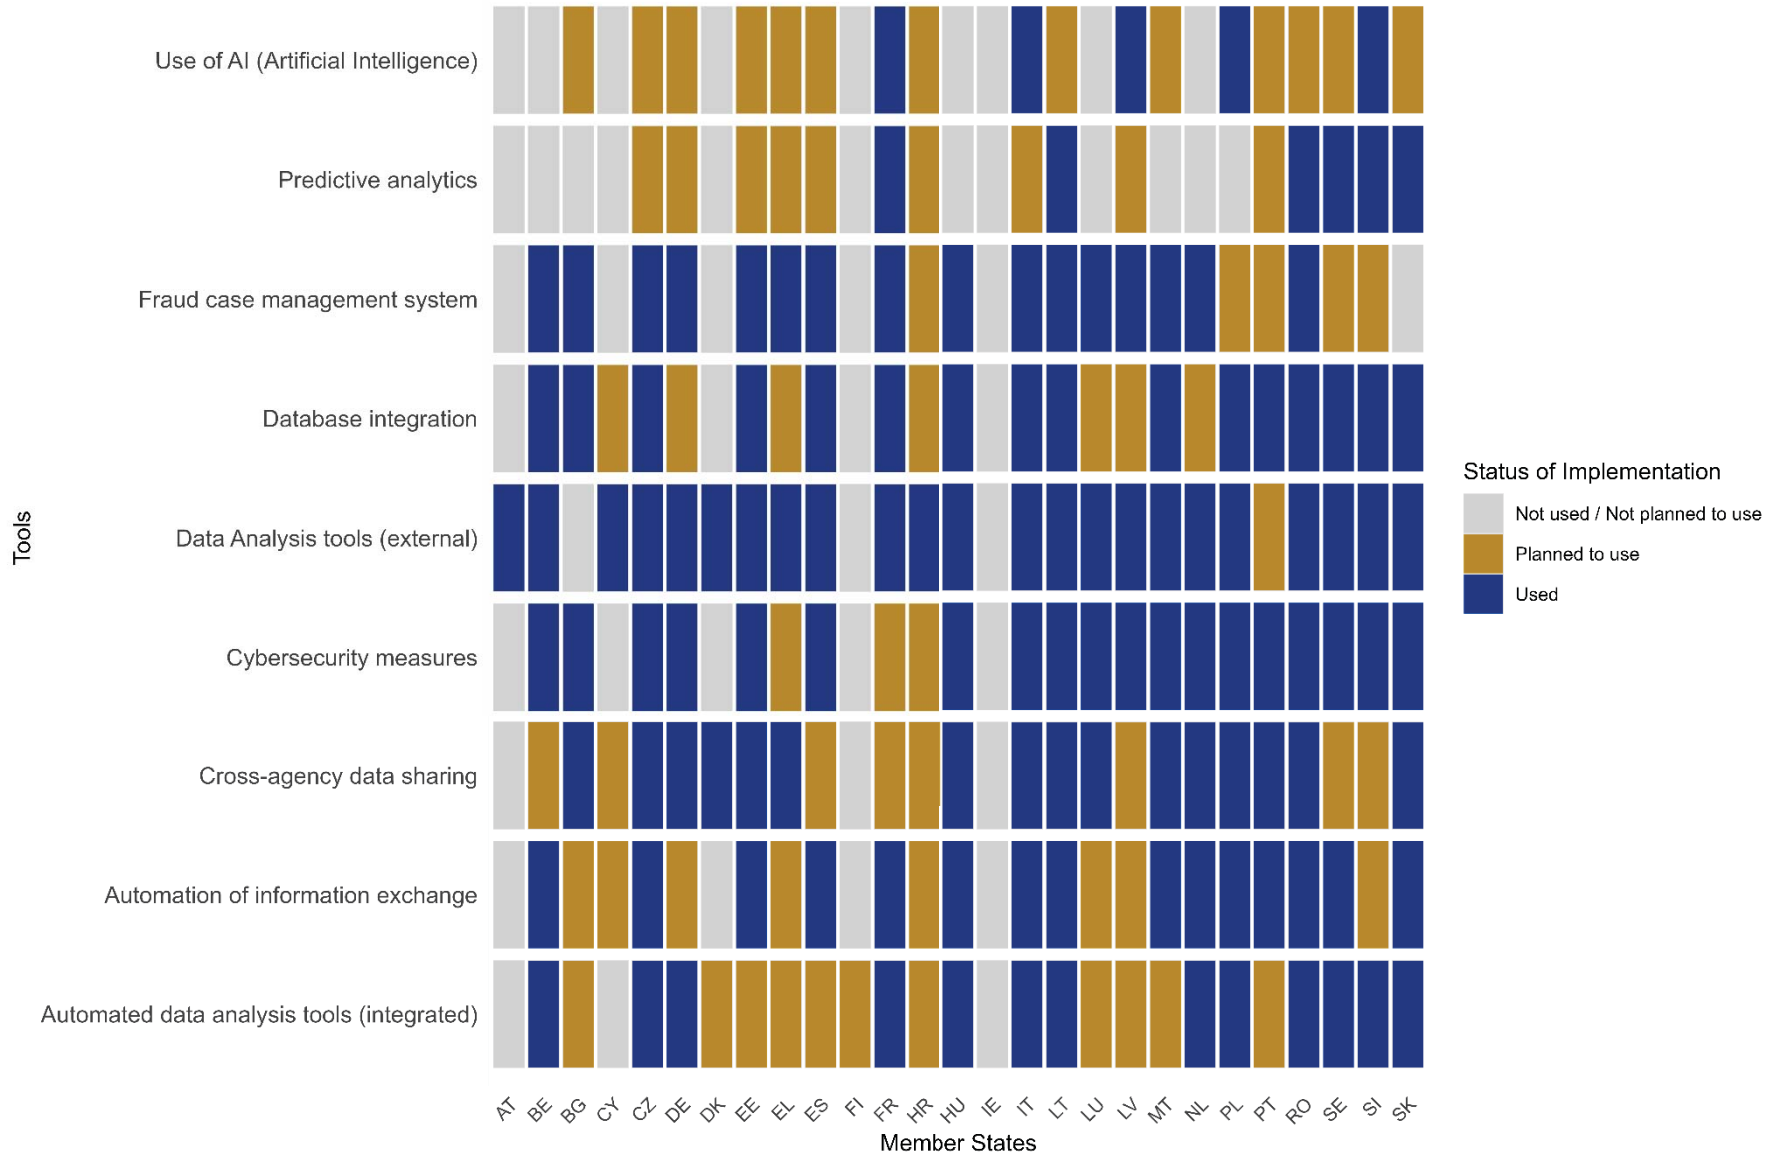 Use of AI (Artificial Intelligence)
Predictive analytics
Fraud case management system
Database integration
Data Analysis tools (external)
Cybersecurity measures
Cross-agency data sharing
Automation of information exchange
Automated data analysis tools (integrated)
Tools
AT BE BG CY CZ DE DK EE EL ES FI FR HR HU IE IT LT LU LV MT NL PL PT RO SE SI SK
Member States
Status of Implementation
Not used / Not planned to use
Planned to use
Used